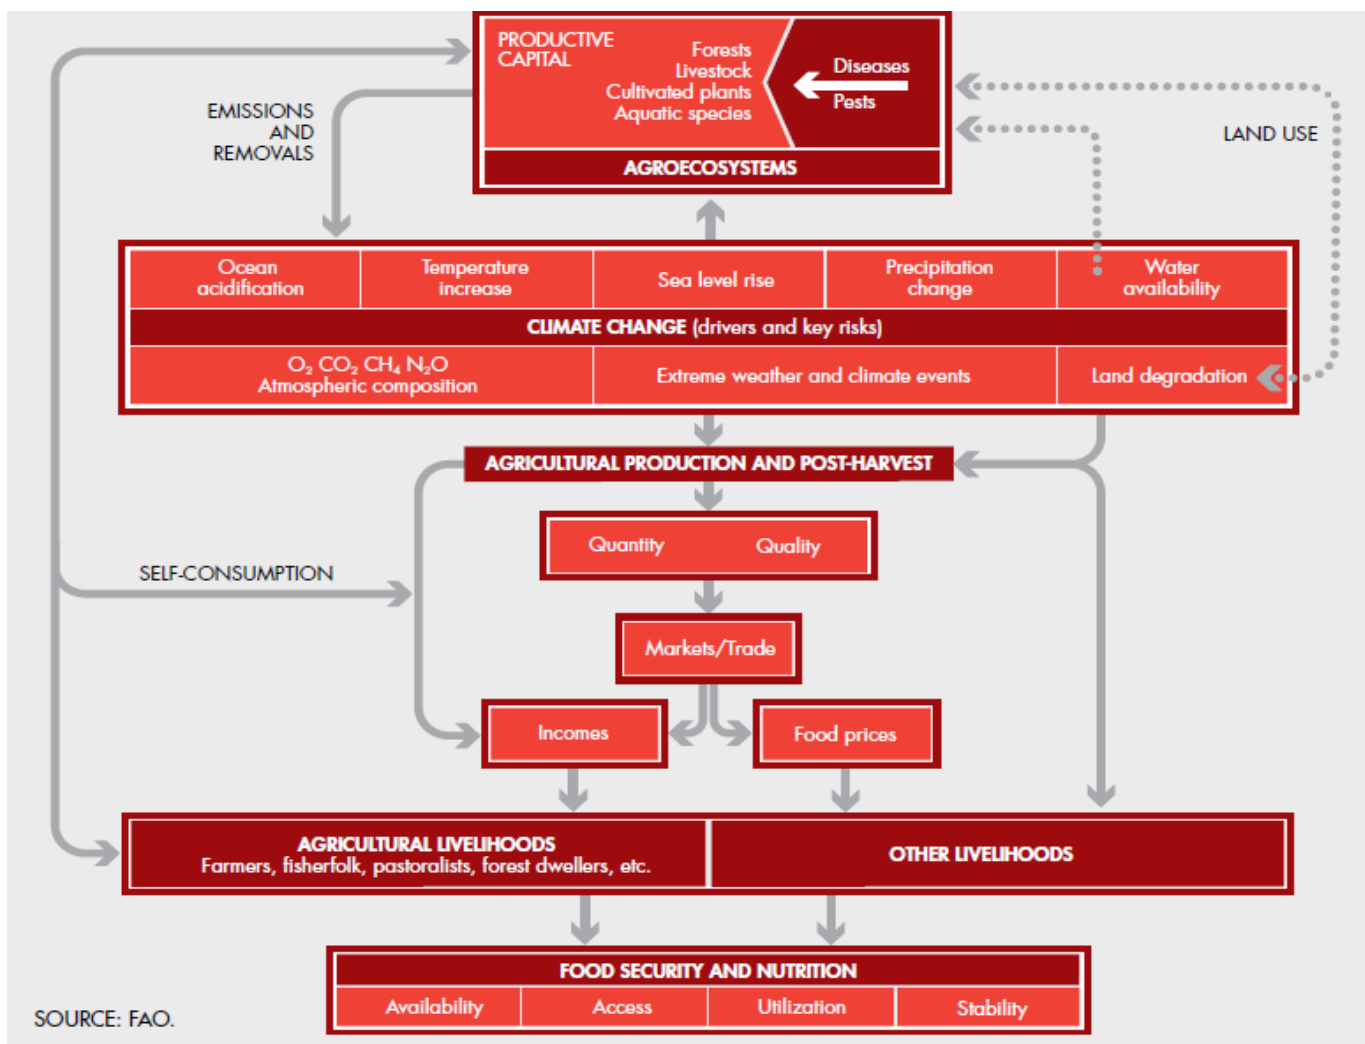 PRODUCTIVE
CAPITAL
Forests
Livestock
Cultivated plants
Aquatic species
Diseases
Pests
AGROECOSYSTEMS
EMISSIONS
AND
REMOVALS
LAND USE
Ocean
acidification
Temperature
increase
Sea level rise
Precipitation
change
Water
availability
CLIMATE CHANGE (drivers and key risks)
O₂ CO₂ CH₄ N₂O
Atmospheric composition
Extreme weather and climate events
Land degradation
AGRICULTURAL PRODUCTION AND POST-HARVEST
Quantity
Quality
SELF-CONSUMPTION
Markets/Trade
Incomes
Food prices
AGRICULTURAL LIVELIHOODS
Farmers, fisherfolk, pastoralists, forest dwellers, etc.
OTHER LIVELIHOODS
FOOD SECURITY AND NUTRITION
Availability
Access
Utilization
Stability
SOURCE: FAO.